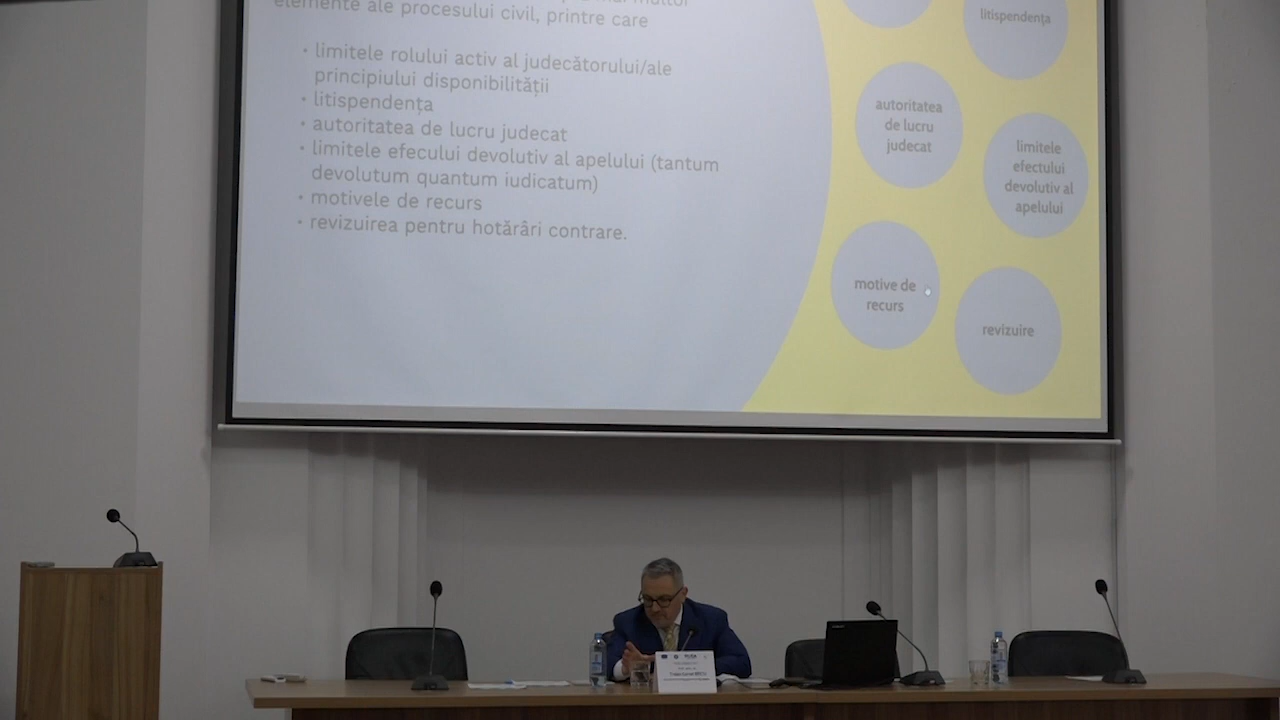 elemente ale procesului civil, printre care
• limitele rolului activ al judecătorului/ale
principiului disponibilității
• litispendența
• autoritatea de lucru judecat
• limitele efecului devolutiv al apelului (tantum
devolutum quantum iudicatum)
• motivele de recurs
• revizuirea pentru hotărâri contrare.
litispendența
autoritatea
de lucru
judecat
limitele
efectului
devolutiv al
apelului
motive de
recurs
revizuire